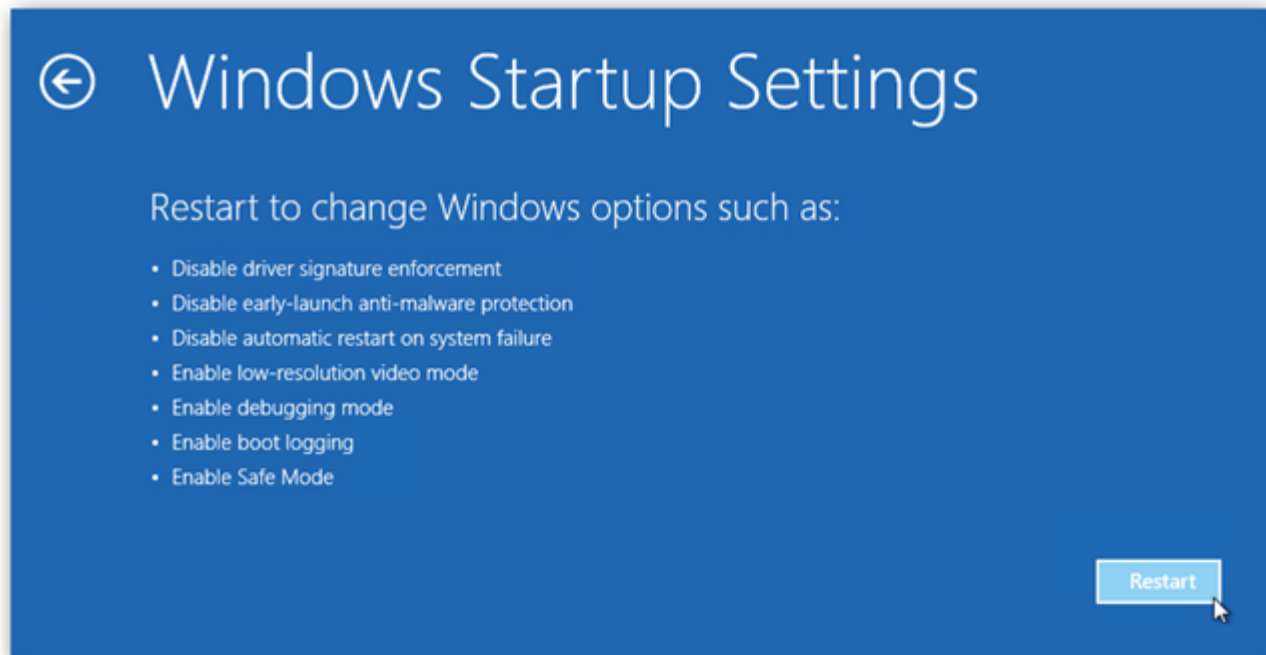 Windows Startup Settings
Restart to change Windows options such as:
• Disable driver signature enforcement
• Disable early-launch anti-malware protection
• Disable automatic restart on system failure
• Enable low-resolution video mode
• Enable debugging mode
• Enable boot logging
• Enable Safe Mode
Restart